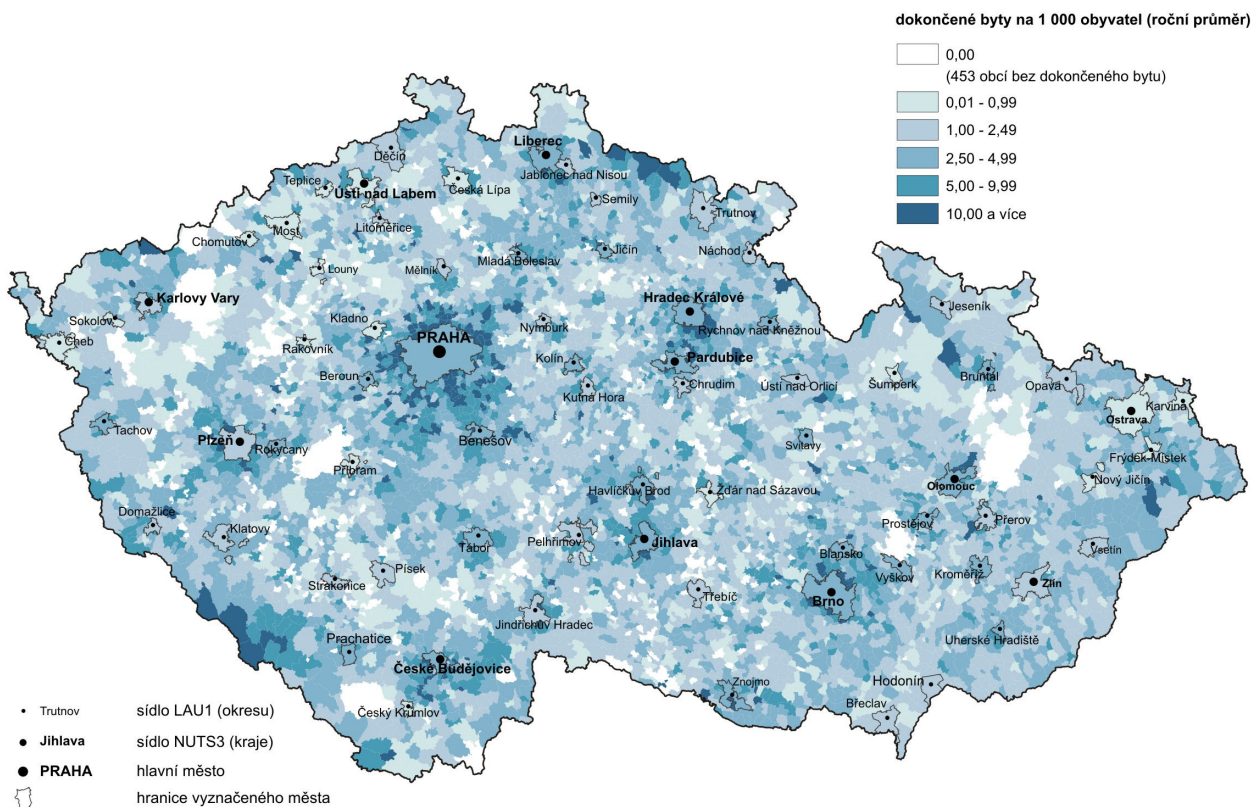 dokončené byty na 1 000 obyvatel (roční průměr)
0,00
(453 obcí bez dokončeného bytu)
0,01 - 0,99
1,00 - 2,49
2,50 - 4,99
5,00 - 9,99
10,00 a více
Liberec
Děčín
Jablonec nad Nisou
Teplice
Ústí nad Labem
Česká Lípa
Semily
Trutnov
Most
Litoměřice
Chomutov
Náchod
Jičín
Mladá Boleslav
Louny
Mělník
Karlovy Vary
Hradec Králové
Jeseník
Sokolov
Kladno
Nymburk
Rychnov nad Kněžnou
Cheb
PRAHA
Rakovník
Kolín
Pardubice
Beroun
Chrudim
Ústí nad Orlicí
Šumperk
Bruntál
Opava
Kutná Hora
Karviná
Ostrava
Tachov
Plzeň
Rokycany
Benešov
Svitavy
Frýdek-Místek
Příbram
Nový Jičín
Havlíčkův Brod
Žďár nad Sázavou
Olomouc
Domažlice
Klatovy
Prostějov
Přerov
Tábor
Pelhřimov
Jihlava
Blansko
Vsetín
Písek
Vyškov
Kroměříž
Strakonice
Třebíč
Brno
Zlín
Jindřichův Hradec
Prachatice
Uherské Hradiště
České Budějovice
Znojmo
Hodonín
Český Krumlov
Břeclav
Trutnov sídlo LAU1 (okresu)
Jihlava sídlo NUTS3 (kraje)
PRAHA hlavní město
hranice vyznačeného města